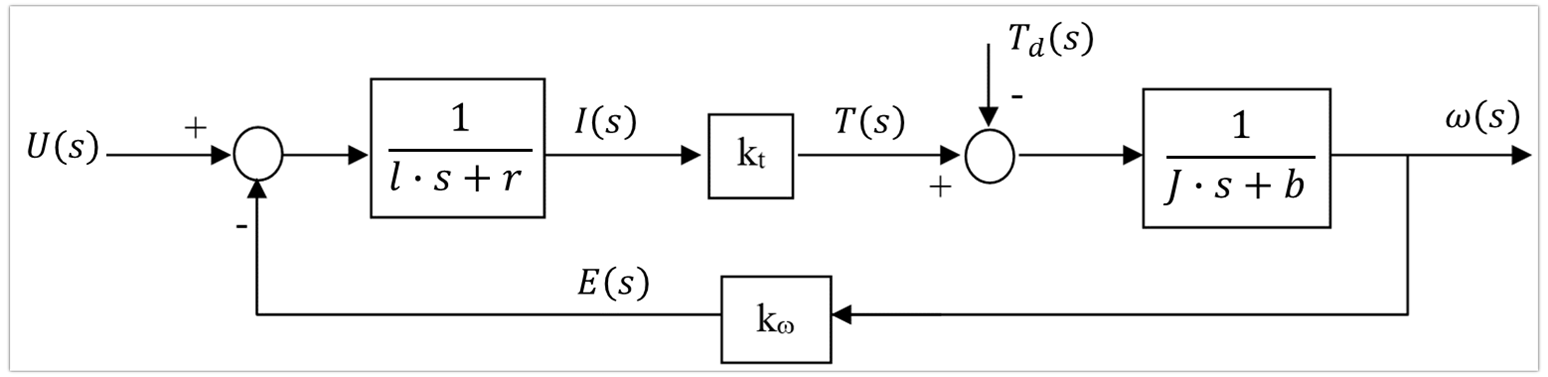 T_d(s)
-
U(s)
+
1
l · s + r
I(s)
k_t
T(s)
+
1
J · s + b
ω(s)
-
E(s)
k_ω